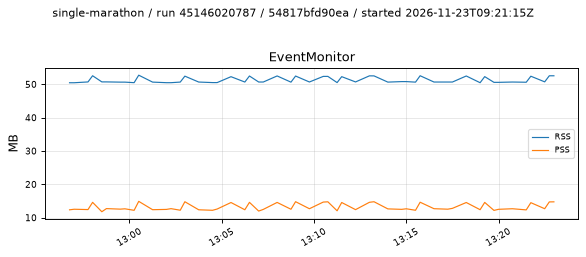 single-marathon / run 45146020787 / 54817bfd90ea / started 2026-11-23T09:21:15Z
EventMonitor
MB
50
40
30
20
10
RSS
PSS
13:00
13:05
13:10
13:15
13:20